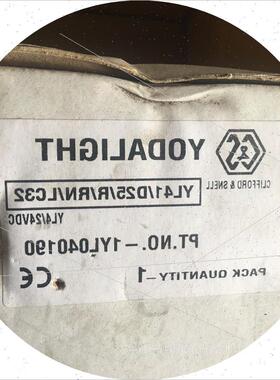 CLIFFORD & SNELL
YODALIGHT
YL41/D25/R/RN/LC32
YL4/24VDC
PT.NO.-1YL040190
PACK QUANTITY-1
CE